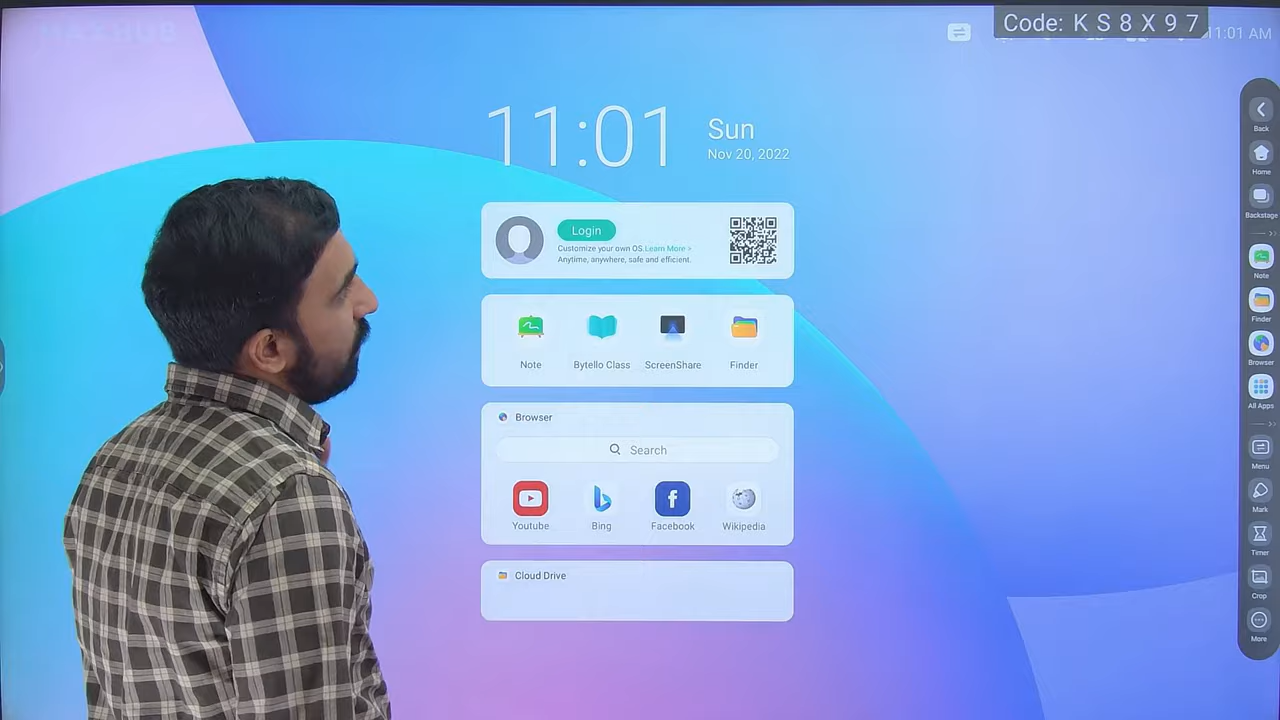 MAXHUB
Code: K S 8 X 9 7
11:01 AM
11:01
Sun
Nov 20, 2022
Login
Customize your own OS. Learn More >
Anytime, anywhere, safe and efficient.
Note
Bytello Class
ScreenShare
Finder
Browser
Search
Youtube
Bing
Facebook
Wikipedia
Cloud Drive
Back
Home
Backstage
Note
Finder
Browser
All Apps
Menu
Mark
Timer
Crop
More